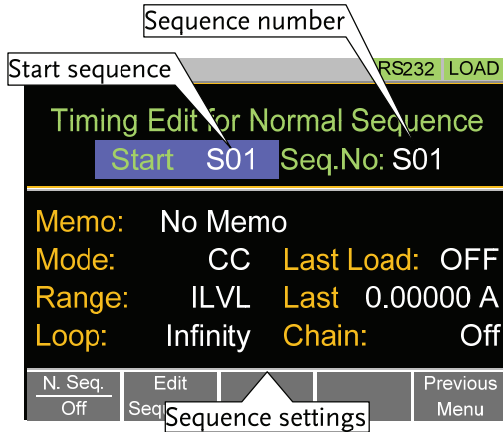 Sequence number
Start sequence
RS232 LOAD
Timing Edit for Normal Sequence
Start S01 Seq.No: S01
Memo: No Memo
Mode: CC Last Load: OFF
Range: ILVL Last 0.00000 A
Loop: Infinity Chain: Off
N. Seq. Edit Previous
Off Menu
Sequence settings